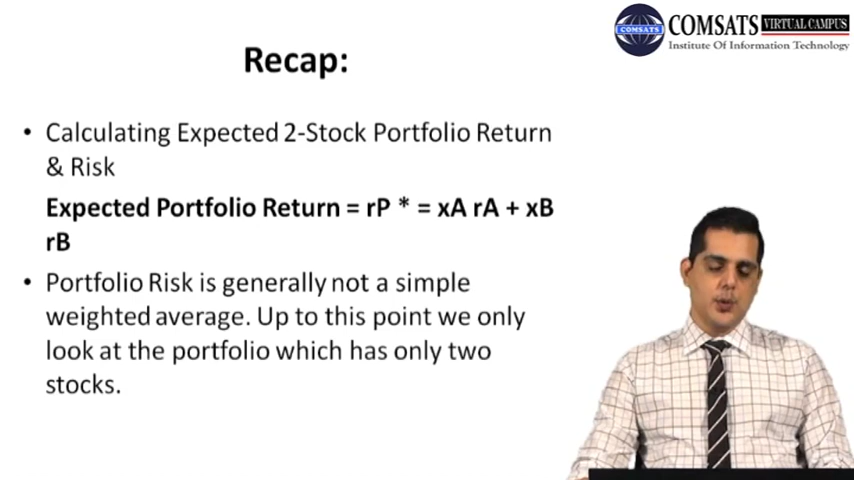 COMSATS VIRTUAL CAMPUS
COMSATS
Institute Of Information Technology
Recap:
• Calculating Expected 2-Stock Portfolio Return
& Risk
Expected Portfolio Return = rP * = xA rA + xB
rB
• Portfolio Risk is generally not a simple
weighted average. Up to this point we only
look at the portfolio which has only two
stocks.